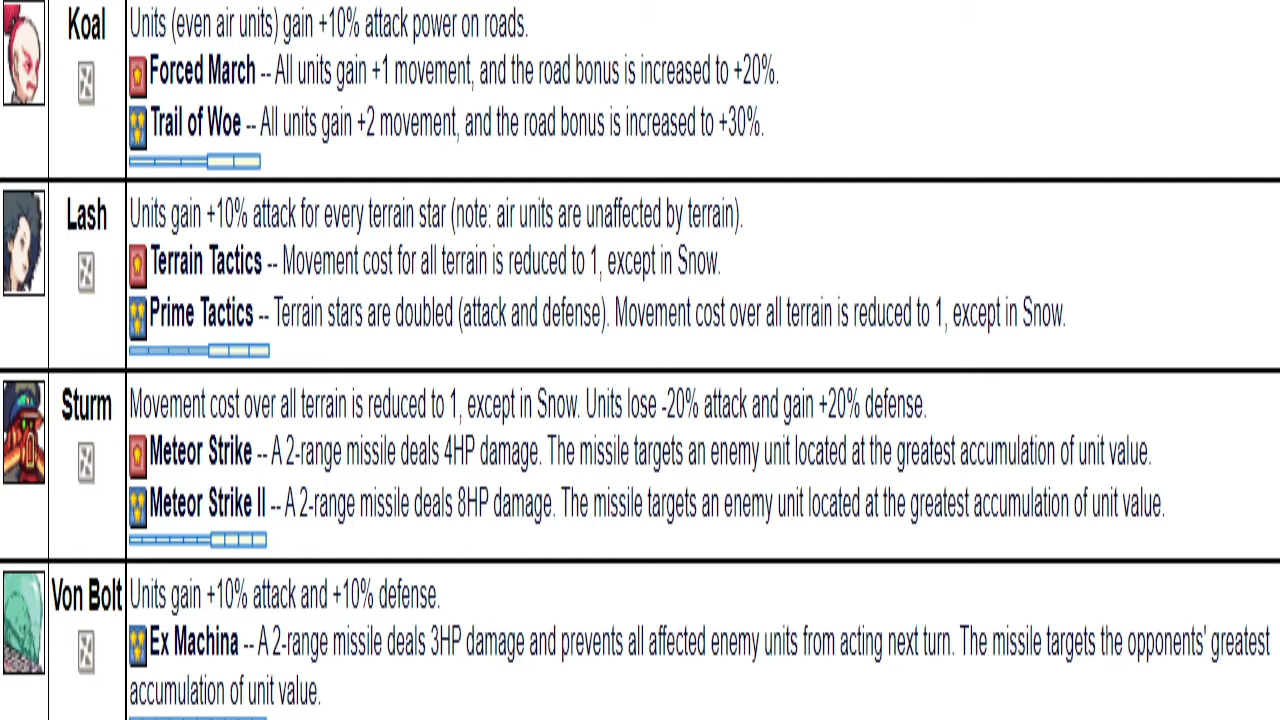 Koal
Units (even air units) gain +10% attack power on roads.
Forced March -- All units gain +1 movement, and the road bonus is increased to +20%.
Trail of Woe -- All units gain +2 movement, and the road bonus is increased to +30%.
Lash
Units gain +10% attack for every terrain star (note: air units are unaffected by terrain).
Terrain Tactics -- Movement cost for all terrain is reduced to 1, except in Snow.
Prime Tactics -- Terrain stars are doubled (attack and defense). Movement cost over all terrain is reduced to 1, except in Snow.
Sturm
Movement cost over all terrain is reduced to 1, except in Snow. Units lose -20% attack and gain +20% defense.
Meteor Strike -- A 2-range missile deals 4HP damage. The missile targets an enemy unit located at the greatest accumulation of unit value.
Meteor Strike II -- A 2-range missile deals 8HP damage. The missile targets an enemy unit located at the greatest accumulation of unit value.
Von Bolt
Units gain +10% attack and +10% defense.
Ex Machina -- A 2-range missile deals 3HP damage and prevents all affected enemy units from acting next turn. The missile targets the opponents' greatest
accumulation of unit value.